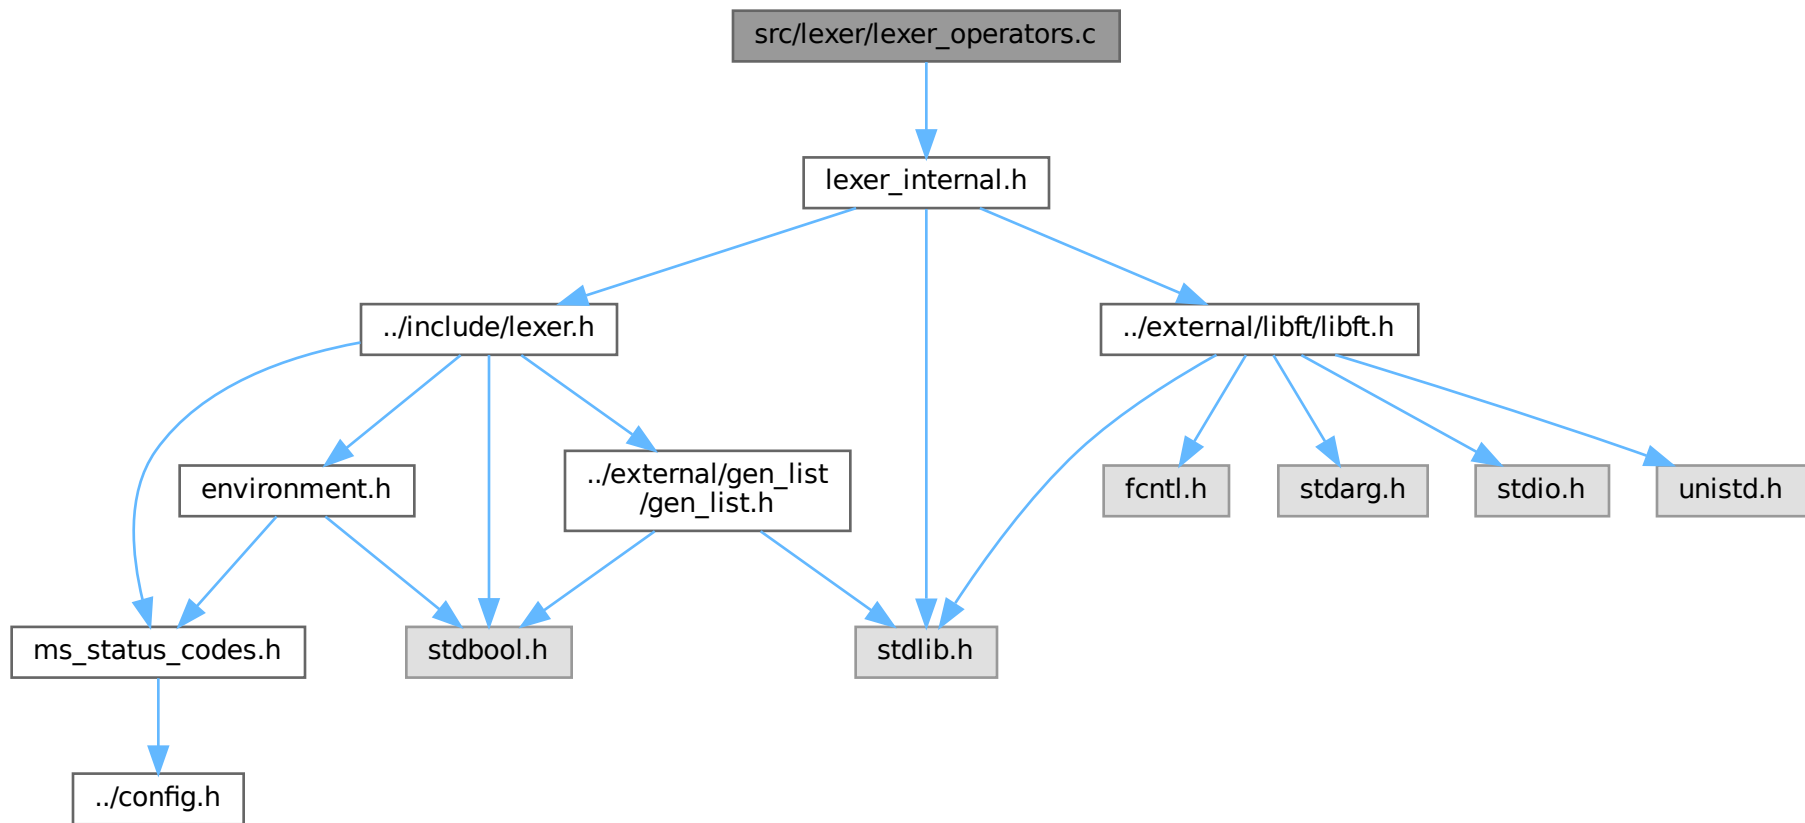 src/lexer/lexer_operators.c
lexer_internal.h
../include/lexer.h
../external/libft/libft.h
environment.h
../external/gen_list
/gen_list.h
fcntl.h
stdarg.h
stdio.h
unistd.h
ms_status_codes.h
stdbool.h
stdlib.h
../config.h